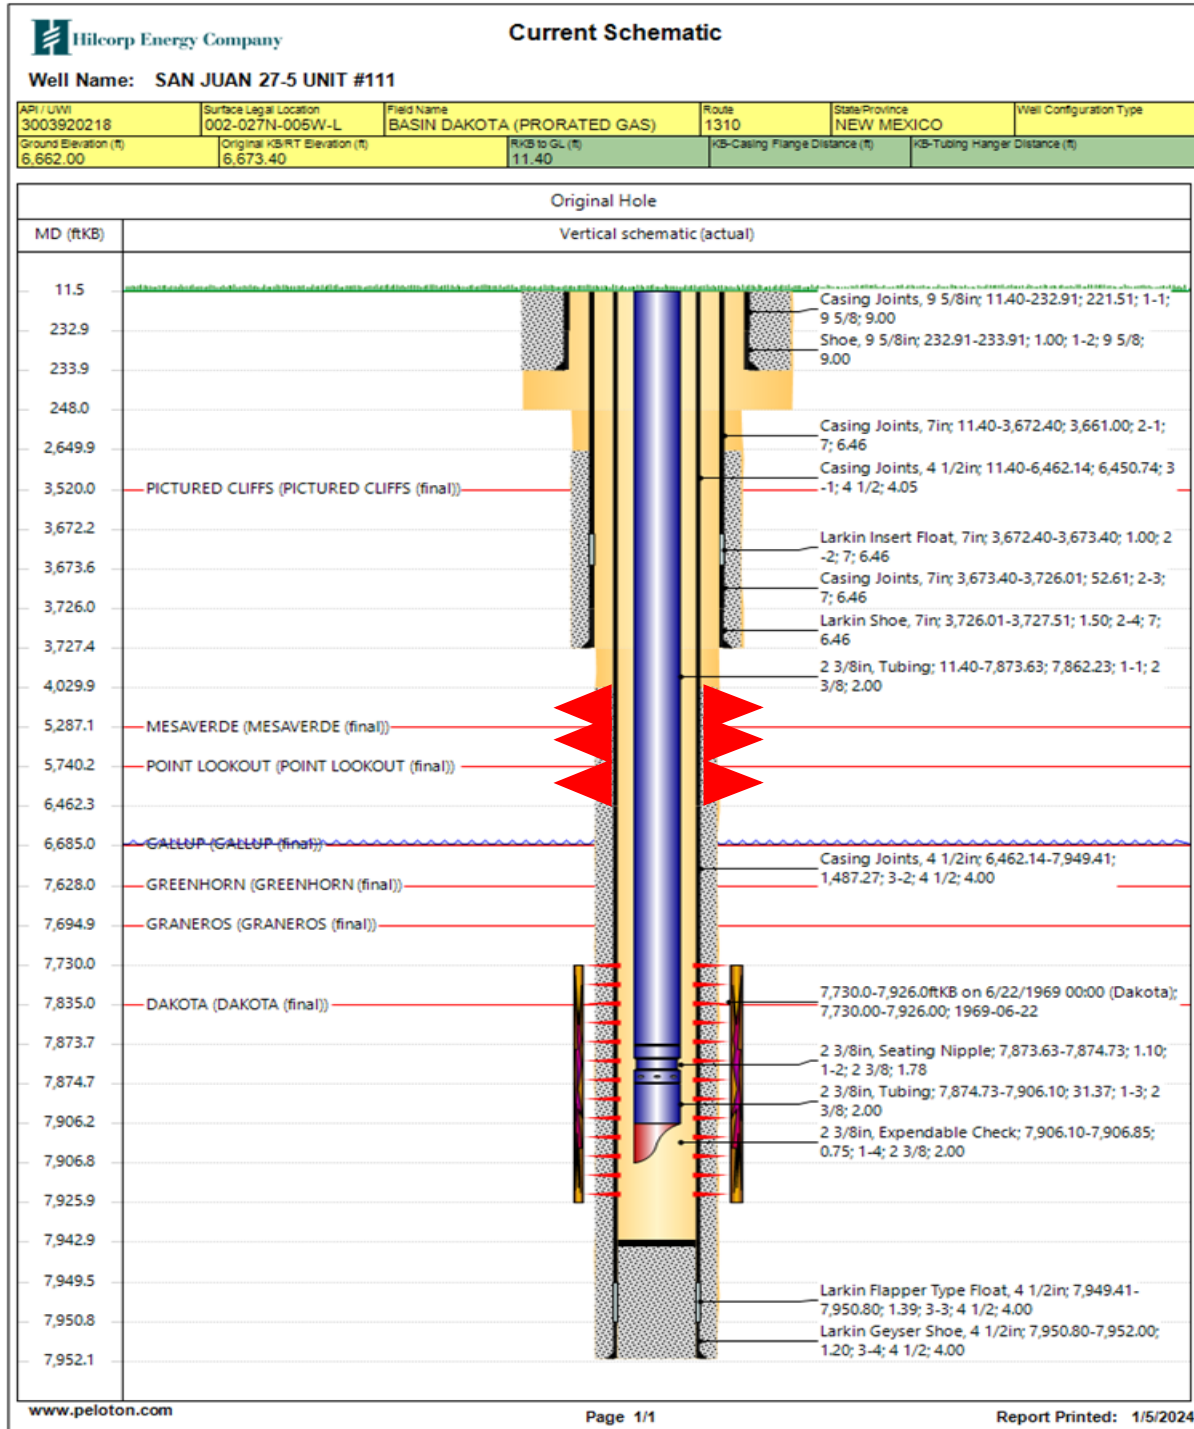 Hilcorp Energy Company
Current Schematic
Well Name: SAN JUAN 27-5 UNIT #111
API / UWI
3003920218
Surface Legal Location
002-027N-005W-L
Field Name
BASIN DAKOTA (PRORATED GAS)
Route
1310
State/Province
NEW MEXICO
Well Configuration Type
Ground Elevation (ft)
6,662.00
Original KB/RT Elevation (ft)
6,673.40
RKB to GL (ft)
11.40
KB-Casing Flange Distance (ft)
KB-Tubing Hanger Distance (ft)
Original Hole
MD (ftKB)
Vertical schematic (actual)
11.5
Casing Joints, 9 5/8in; 11.40-232.91; 221.51; 1-1;
9 5/8; 9.00
232.9
Shoe, 9 5/8in; 232.91-233.91; 1.00; 1-2; 9 5/8;
9.00
233.9
248.0
Casing Joints, 7in; 11.40-3,672.40; 3,661.00; 2-1;
7; 6.46
2,649.9
Casing Joints, 4 1/2in; 11.40-6,462.14; 6,450.74; 3
-1; 4 1/2; 4.05
3,520.0
PICTURED CLIFFS (PICTURED CLIFFS (final))
3,672.2
Larkin Insert Float, 7in; 3,672.40-3,673.40; 1.00; 2
-2; 7; 6.46
3,673.6
Casing Joints, 7in; 3,673.40-3,726.01; 52.61; 2-3;
7; 6.46
3,726.0
Larkin Shoe, 7in; 3,726.01-3,727.51; 1.50; 2-4; 7;
6.46
3,727.4
2 3/8in, Tubing; 11.40-7,873.63; 7,862.23; 1-1; 2
3/8; 2.00
4,029.9
5,287.1
MESAVERDE (MESAVERDE (final))
5,740.2
POINT LOOKOUT (POINT LOOKOUT (final))
6,462.3
6,685.0
GALLUP (GALLUP (final))
Casing Joints, 4 1/2in; 6,462.14-7,949.41;
1,487.27; 3-2; 4 1/2; 4.00
7,628.0
GREENHORN (GREENHORN (final))
7,694.9
GRANEROS (GRANEROS (final))
7,730.0
7,730.0-7,926.0ftKB on 6/22/1969 00:00 (Dakota);
7,730.00-7,926.00; 1969-06-22
7,835.0
DAKOTA (DAKOTA (final))
7,873.7
2 3/8in, Seating Nipple; 7,873.63-7,874.73; 1.10;
1-2; 2 3/8; 1.78
7,874.7
2 3/8in, Tubing; 7,874.73-7,906.10; 31.37; 1-3; 2
3/8; 2.00
7,906.2
2 3/8in, Expendable Check; 7,906.10-7,906.85;
0.75; 1-4; 2 3/8; 2.00
7,906.8
7,925.9
7,942.9
7,949.5
Larkin Flapper Type Float, 4 1/2in; 7,949.41-
7,950.80; 1.39; 3-3; 4 1/2; 4.00
7,950.8
Larkin Geyser Shoe, 4 1/2in; 7,950.80-7,952.00;
1.20; 3-4; 4 1/2; 4.00
7,952.1
www.peloton.com
Page 1/1
Report Printed: 1/5/2024